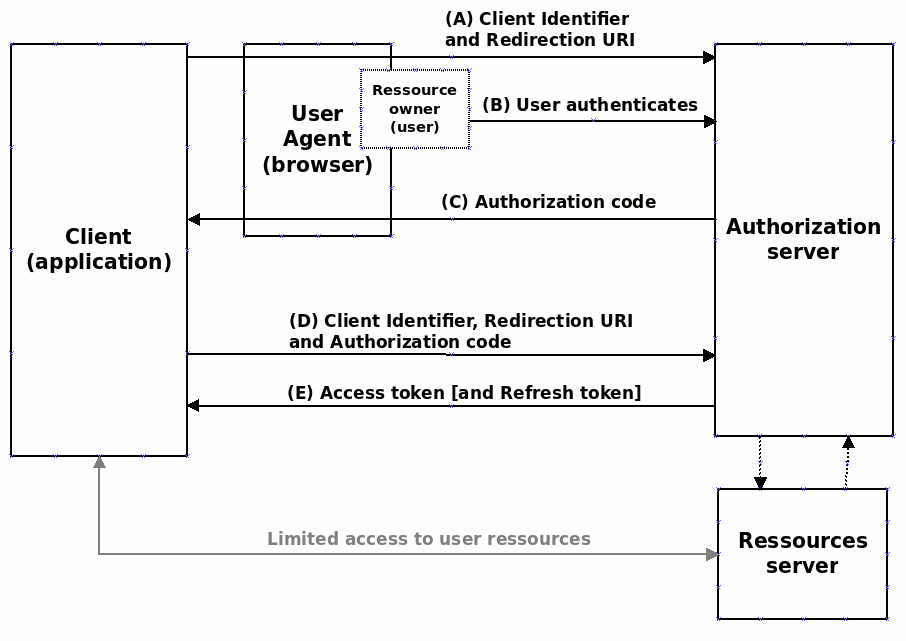 (A) Client Identifier
and Redirection URI
Ressource
owner
(user)
(B) User authenticates
User
Agent
(browser)
(C) Authorization code
Client
(application)
Authorization
server
(D) Client Identifier, Redirection URI
and Authorization code
(E) Access token [and Refresh token]
Limited access to user ressources
Ressources
server